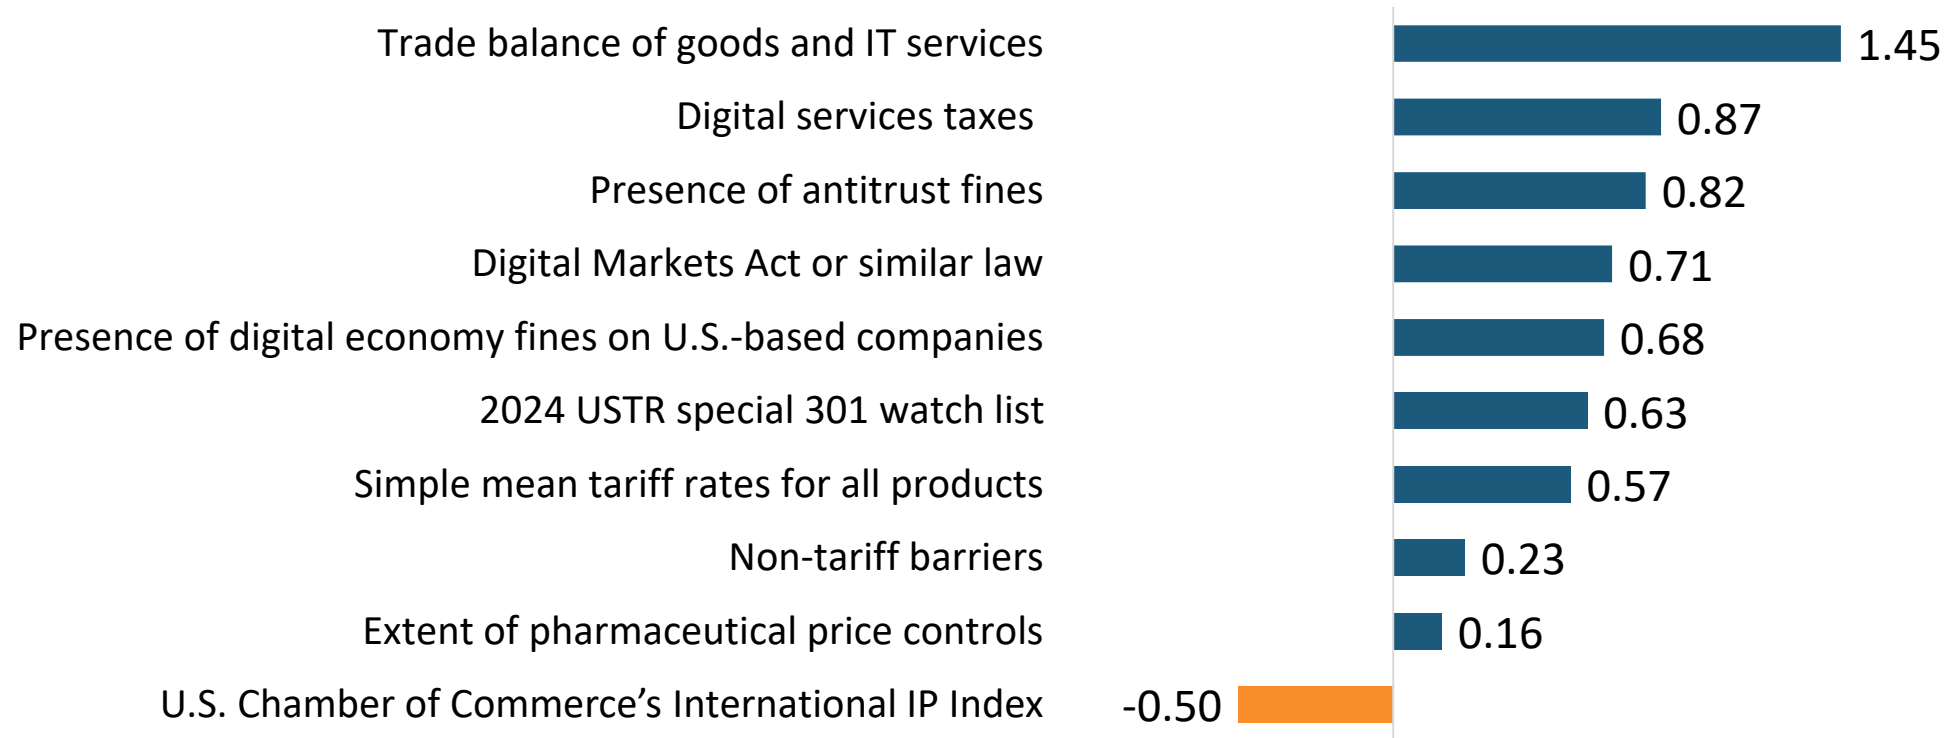 Trade balance of goods and IT services 1.45
Digital services taxes 0.87
Presence of antitrust fines 0.82
Digital Markets Act or similar law 0.71
Presence of digital economy fines on U.S.-based companies 0.68
2024 USTR special 301 watch list 0.63
Simple mean tariff rates for all products 0.57
Non-tariff barriers 0.23
Extent of pharmaceutical price controls 0.16
U.S. Chamber of Commerce’s International IP Index -0.50